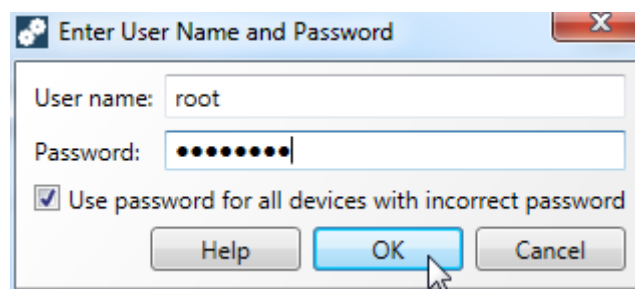 Enter User Name and Password
User name: root
Password: ●●●●●●●●
Use password for all devices with incorrect password
Help OK Cancel